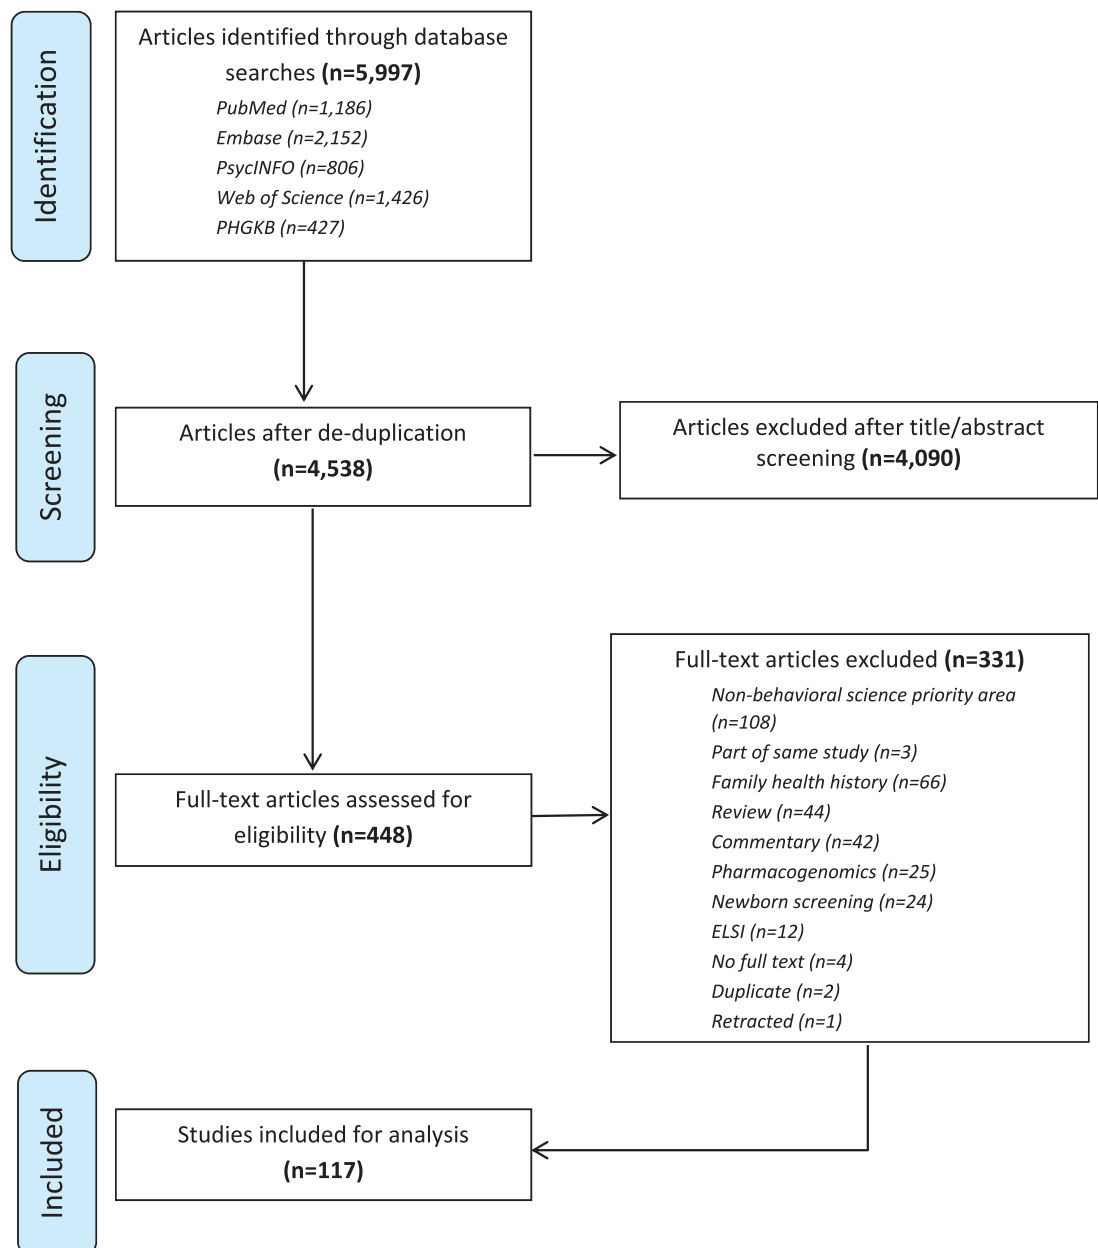 Identification
Articles identified through database
searches (n=5,997)
PubMed (n=1,186)
Embase (n=2,152)
PsycINFO (n=806)
Web of Science (n=1,426)
PHGKB (n=427)
Screening
Articles after de-duplication
(n=4,538)
Articles excluded after title/abstract
screening (n=4,090)
Eligibility
Full-text articles assessed for
eligibility (n=448)
Full-text articles excluded (n=331)
Non-behavioral science priority area
(n=108)
Part of same study (n=3)
Family health history (n=66)
Review (n=44)
Commentary (n=42)
Pharmacogenomics (n=25)
Newborn screening (n=24)
ELSI (n=12)
No full text (n=4)
Duplicate (n=2)
Retracted (n=1)
Included
Studies included for analysis
(n=117)